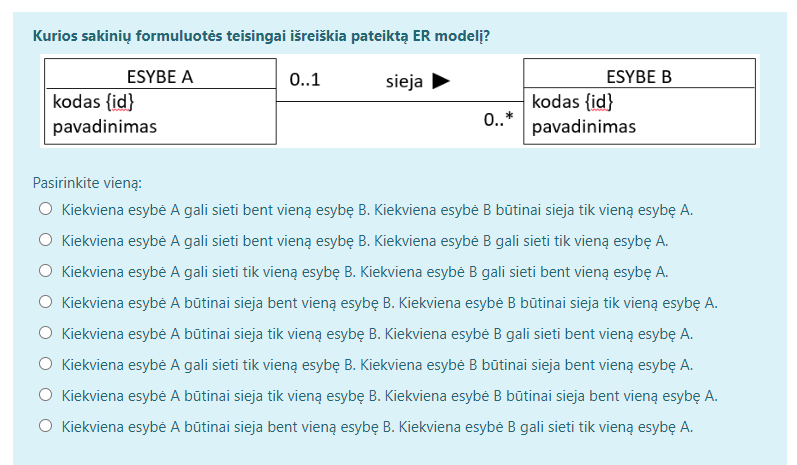 Kurios sakinių formuluotės teisingai išreiškia pateiktą ER modelį?
ESYBE A
0..1
sieja ▶
ESYBE B
kodas {id}
pavadinimas
0..*
kodas {id}
pavadinimas
Pasirinkite vieną:
Kiekviena esybė A gali sieti bent vieną esybę B. Kiekviena esybė B būtinai sieja tik vieną esybę A.
Kiekviena esybė A gali sieti bent vieną esybę B. Kiekviena esybė B gali sieti tik vieną esybę A.
Kiekviena esybė A gali sieti tik vieną esybę B. Kiekviena esybė B gali sieti bent vieną esybę A.
Kiekviena esybė A būtinai sieja bent vieną esybę B. Kiekviena esybė B būtinai sieja tik vieną esybę A.
Kiekviena esybė A būtinai sieja tik vieną esybę B. Kiekviena esybė B gali sieti bent vieną esybę A.
Kiekviena esybė A gali sieti tik vieną esybę B. Kiekviena esybė B būtinai sieja bent vieną esybę A.
Kiekviena esybė A būtinai sieja tik vieną esybę B. Kiekviena esybė B būtinai sieja bent vieną esybę A.
Kiekviena esybė A būtinai sieja bent vieną esybę B. Kiekviena esybė B gali sieti tik vieną esybę A.